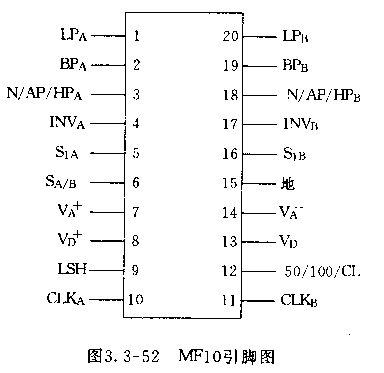 LPA 1 20 LPB
BPA 2 19 BPB
N/AP/HPA 3 18 N/AP/HPB
INVA 4 17 INVB
S1A 5 16 S1B
SA/B 6 15 地
VA+ 7 14 VA-
VD+ 8 13 VD
LSH 9 12 50/100/CL
CLKA 10 11 CLKB
图3.3-52 MF10引脚图